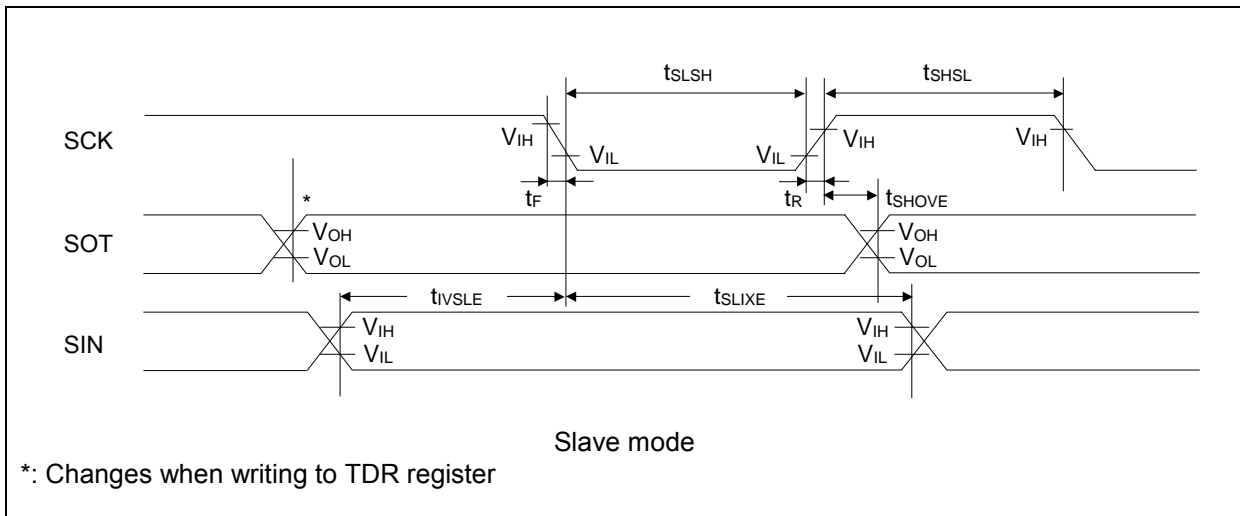 tSLSH tSHSL
SCK VIH VIL VIL VIH VIH
tF tR tSHOVE
*
SOT VOH VOH
VOL VOL
tIVSLE tSLIXE
SIN VIH VIH
VIL VIL
Slave mode
*: Changes when writing to TDR register